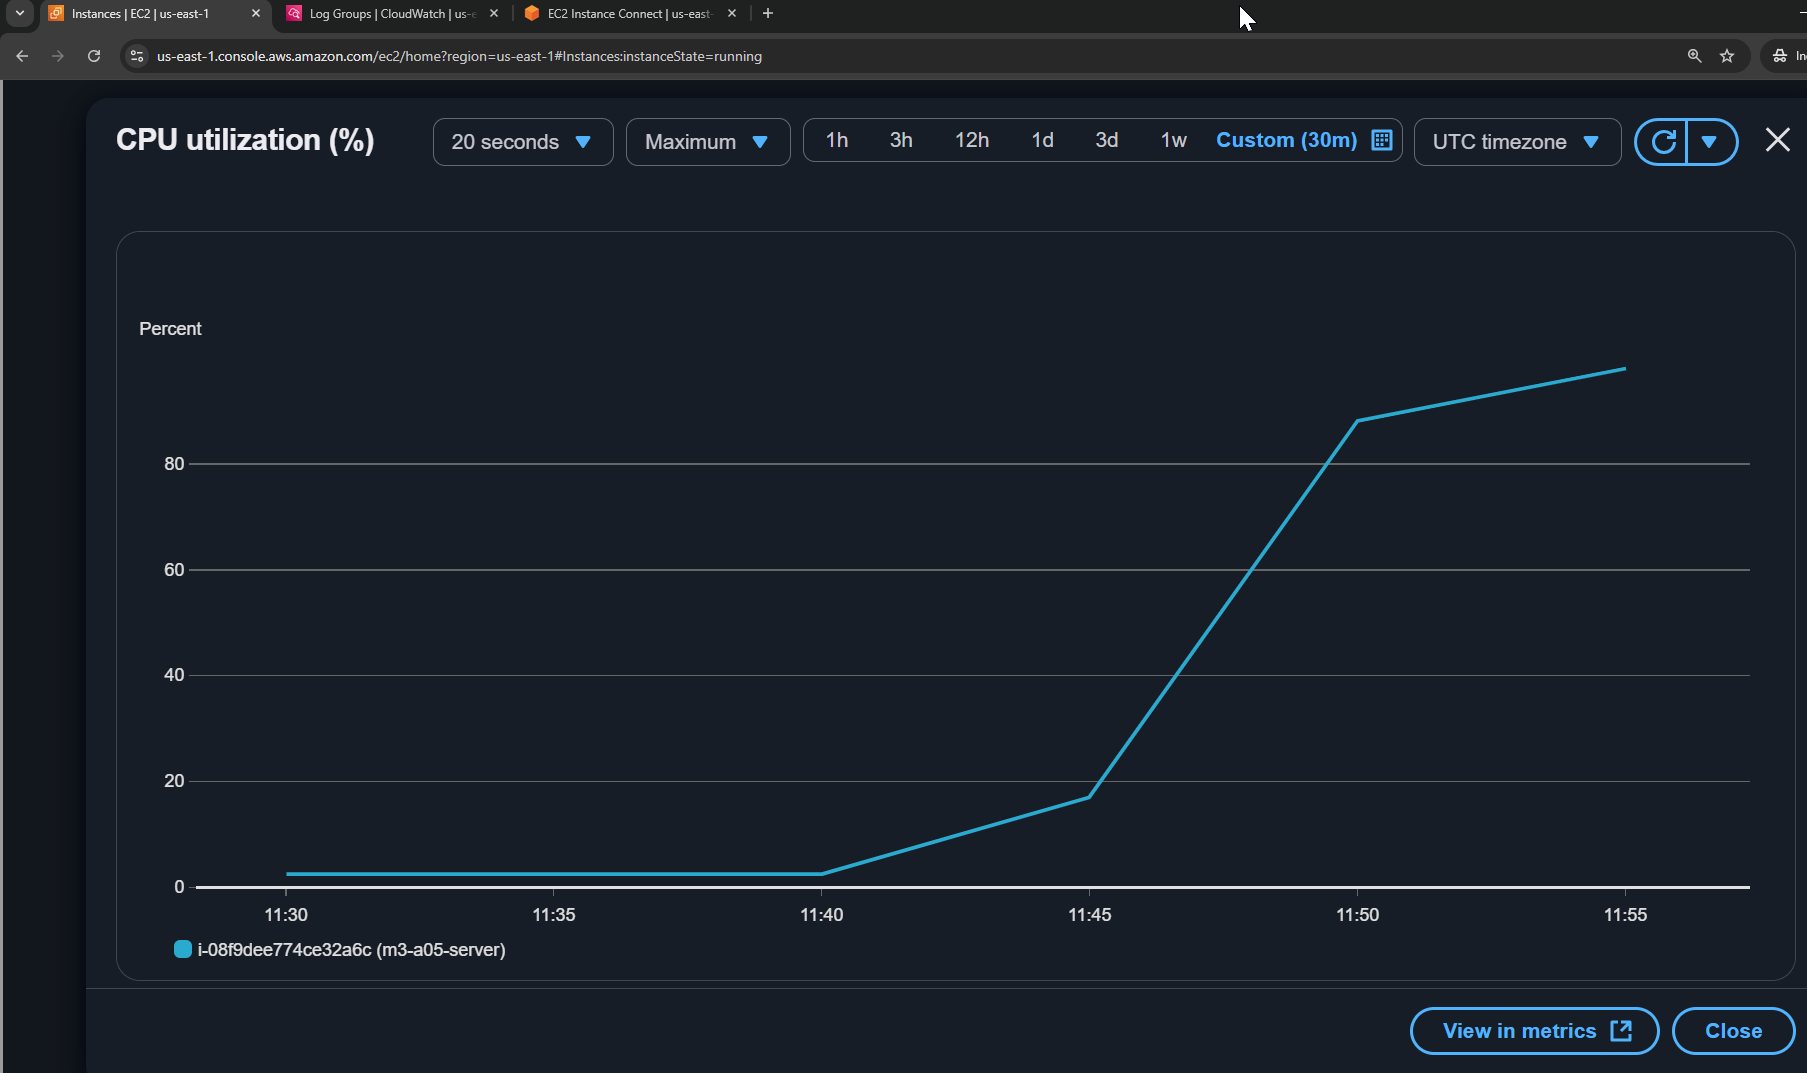 Instances | EC2 | us-east-1
Log Groups | CloudWatch | us-e
EC2 Instance Connect | us-east-
us-east-1.console.aws.amazon.com/ec2/home?region=us-east-1#Instances:instanceState=running
In
CPU utilization (%)
20 seconds
Maximum
1h 3h 12h 1d 3d 1w Custom (30m)
UTC timezone
Percent
80
60
40
20
0
11:30 11:35 11:40 11:45 11:50 11:55
i-08f9dee774ce32a6c (m3-a05-server)
View in metrics
Close